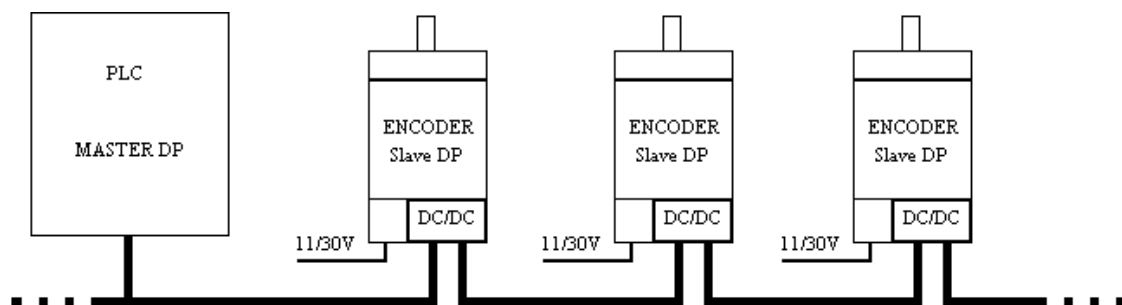 PLC
MASTER DP
ENCODER
Slave DP
DC/DC
11/30V
ENCODER
Slave DP
DC/DC
11/30V
ENCODER
Slave DP
DC/DC
11/30V